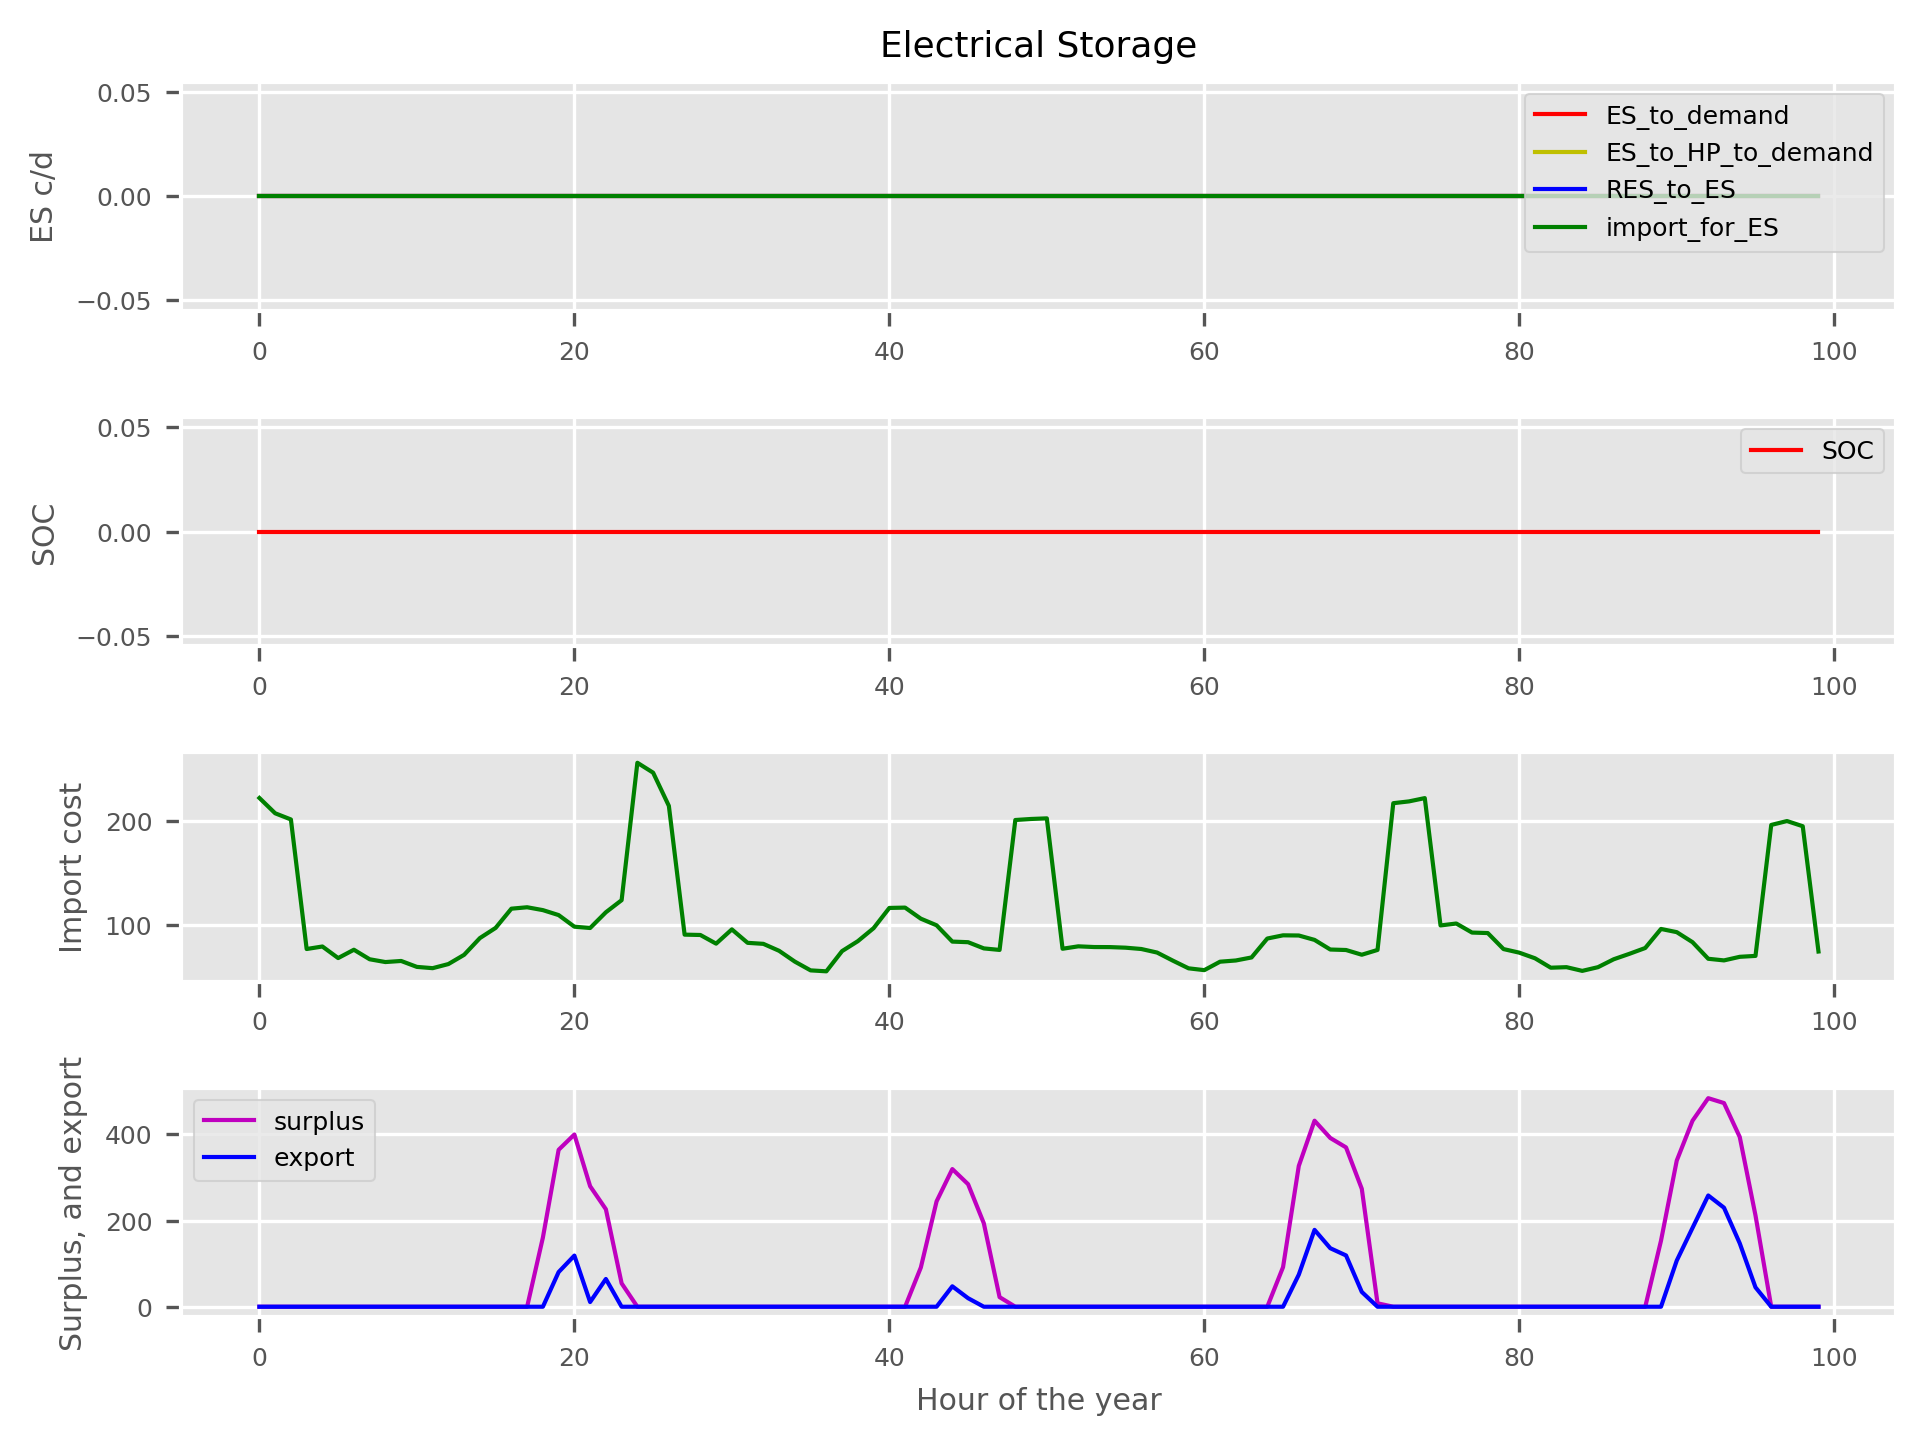 Electrical Storage
ES c/d
0.05
0.00
−0.05
ES_to_demand
ES_to_HP_to_demand
RES_to_ES
import_for_ES
0 20 40 60 80 100
SOC
0.05
0.00
−0.05
SOC
0 20 40 60 80 100
Import cost
200
100
0 20 40 60 80 100
Surplus, and export
400
200
0
surplus
export
0 20 40 60 80 100
Hour of the year